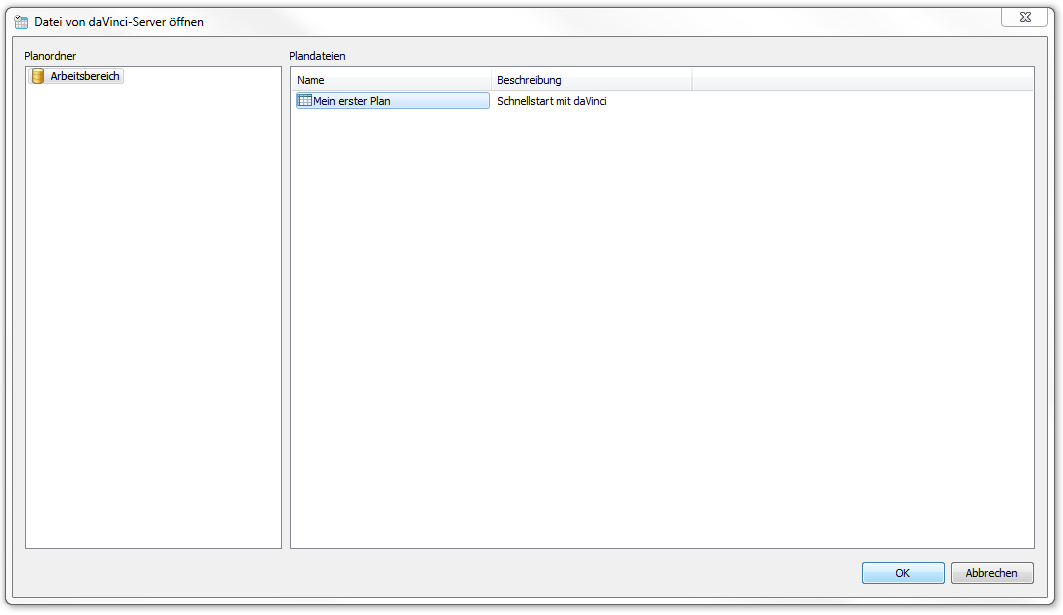 Datei von daVinci-Server öffnen
Planordner
Arbeitsbereich
Plandateien
Name Beschreibung
Mein erster Plan Schnellstart mit daVinci
OK Abbrechen